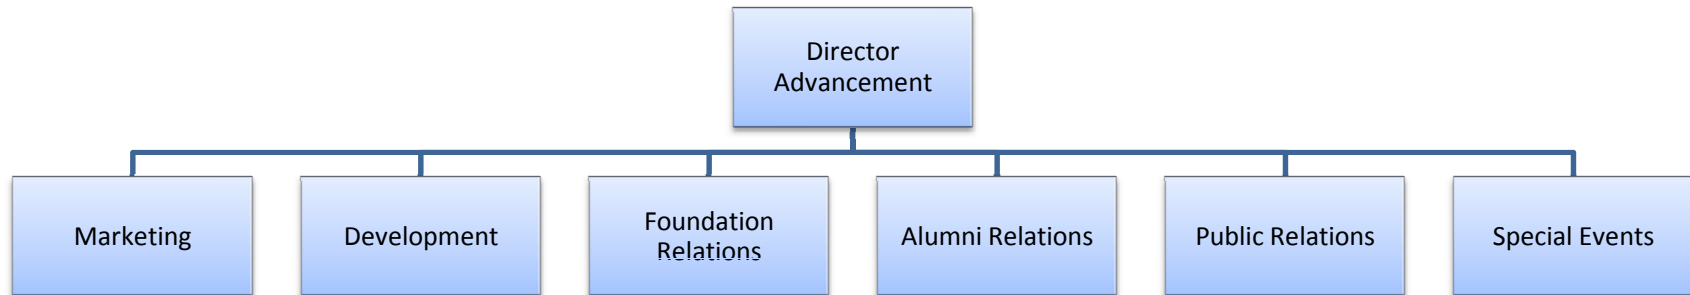 Director
Advancement
Marketing
Development
Foundation
Relations
Alumni Relations
Public Relations
Special Events